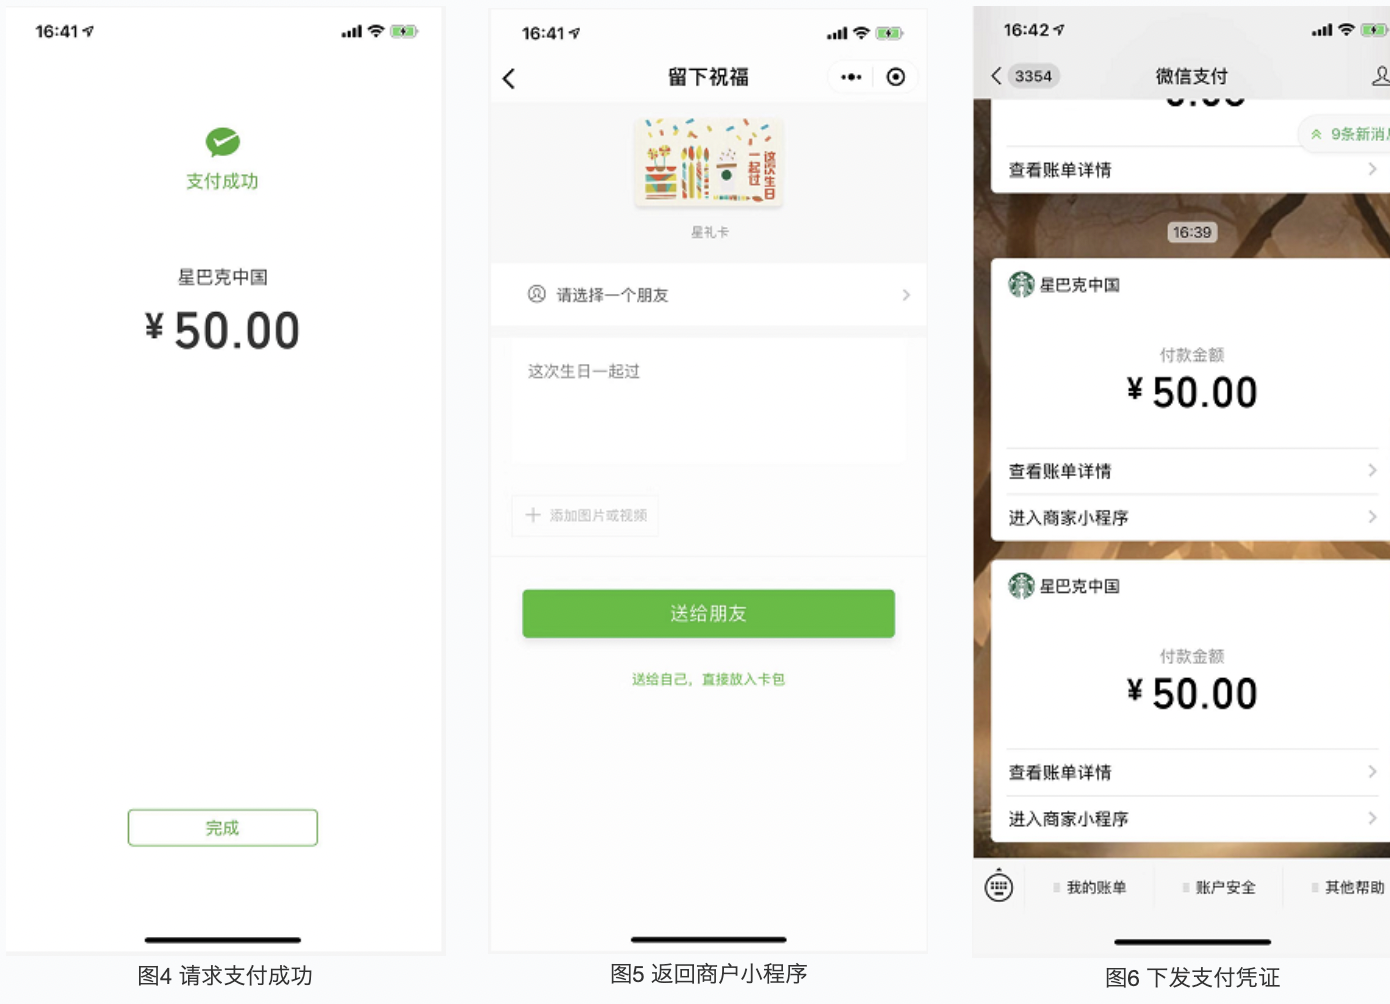 16:41
支付成功
星巴克中国
¥ 50.00
完成
图4 请求支付成功
16:41
留下祝福
这次生日
一起过
星礼卡
请选择一个朋友
这次生日一起过
添加图片或视频
送给朋友
送给自己，直接放入卡包
图5 返回商户小程序
16:42
3354
微信支付
9条新消
查看账单详情
16:39
星巴克中国
付款金额
¥ 50.00
查看账单详情
进入商家小程序
星巴克中国
付款金额
¥ 50.00
查看账单详情
进入商家小程序
我的账单
账户安全
其他帮助
图6 下发支付凭证